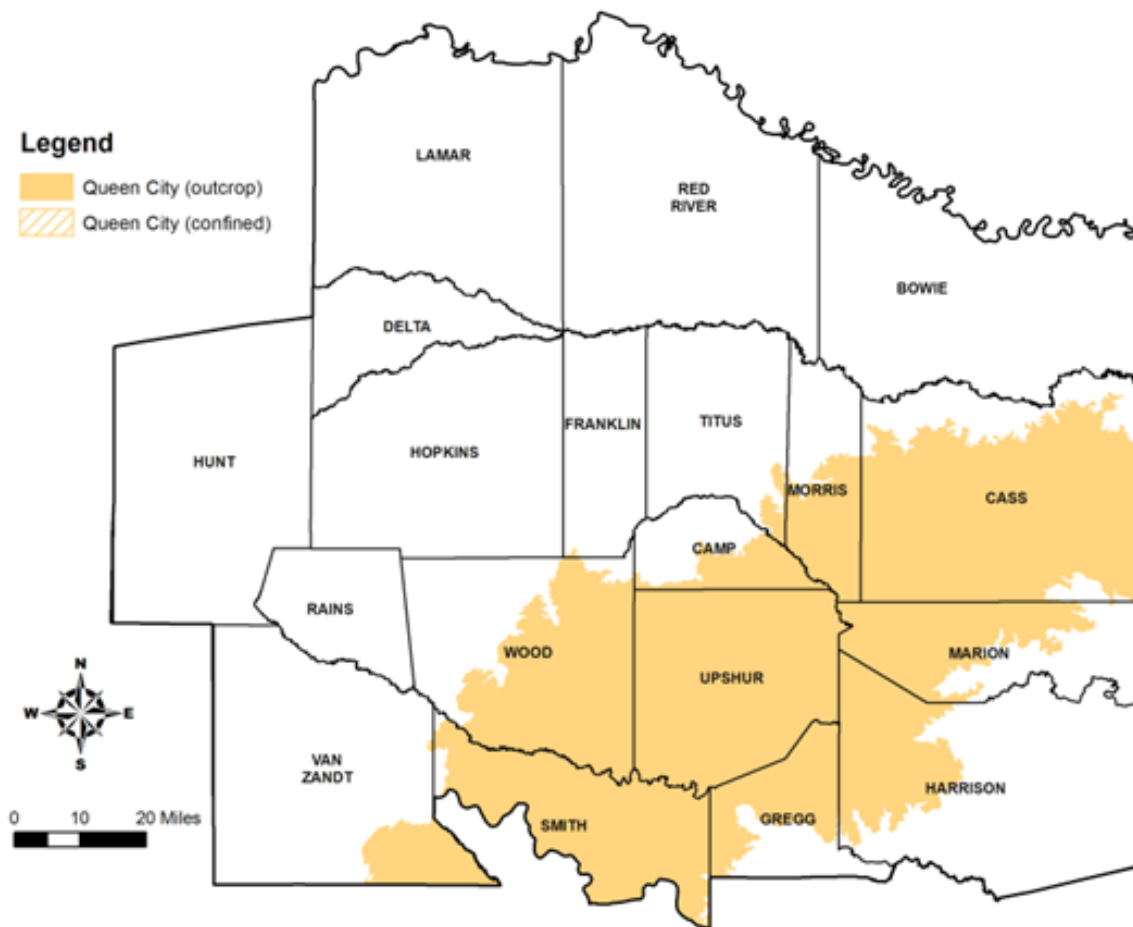 Legend
Queen City (outcrop)
Queen City (confined)
LAMAR
RED
RIVER
BOWIE
DELTA
HUNT
HOPKINS
FRANKLIN
TITUS
MORRIS
CASS
CAMP
RAINS
WOOD
UPSHUR
MARION
N
W
E
S
VAN
ZANDT
HARRISON
SMITH
GREGG
0 10 20 Miles